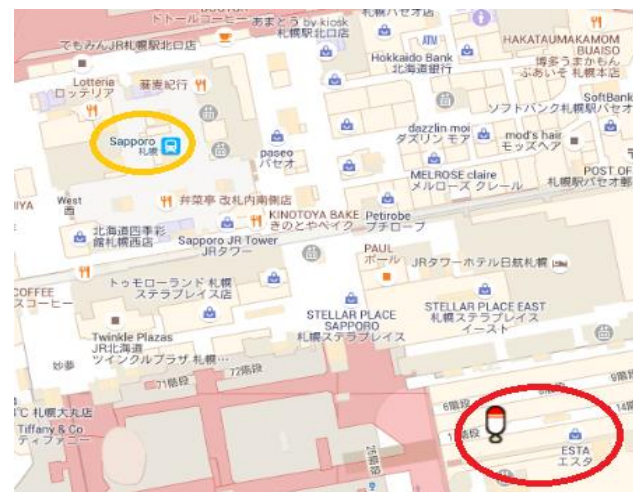 ドトールコーヒー
あまとう by kiosk
札幌駅北口店
札幌パセオ店
てもみんJR札幌駅北口店
ATM
HAKATAUMAKAMOM
BUAISO
博多うまかもん
ぶあいそ 札幌本店
Hokkaido Bank
北海道銀行
Lotteria
ロッテリア
蕎麦紀行
SoftBank
ソフトバンク札幌駅パセオ
Sapporo
札幌
paseo
パセオ
dazzlin moi
ダズリン モア
mod's hair
モッズヘア
MELROSE claire
メルローズ クレール
POST OF
札幌駅パセオ郵
West
西
弁菜亭 改札内南側店
IYA
北海道四季彩
館札幌西店
KINOTOYA BAKE
きのとやベイク
Petirobe
プチローブ
Sapporo JR Tower
JRタワー
PAUL
ポール
JRタワーホテル日航札幌
COFFEE
スコーヒー
トゥモローランド 札幌
ステラプレイス店
STELLAR PLACE
SAPPORO
札幌ステラプレイス
STELLAR PLACE EAST
札幌ステラプレイス
イースト
Twinkle Plazas
JR北海道
ツインクルプラザ 札幌…
妙夢
71階段
72階段
9階段
6階段
14階
℃ 札幌大丸店
Tiffany & Co
ティファニー
ESTA
エスタ